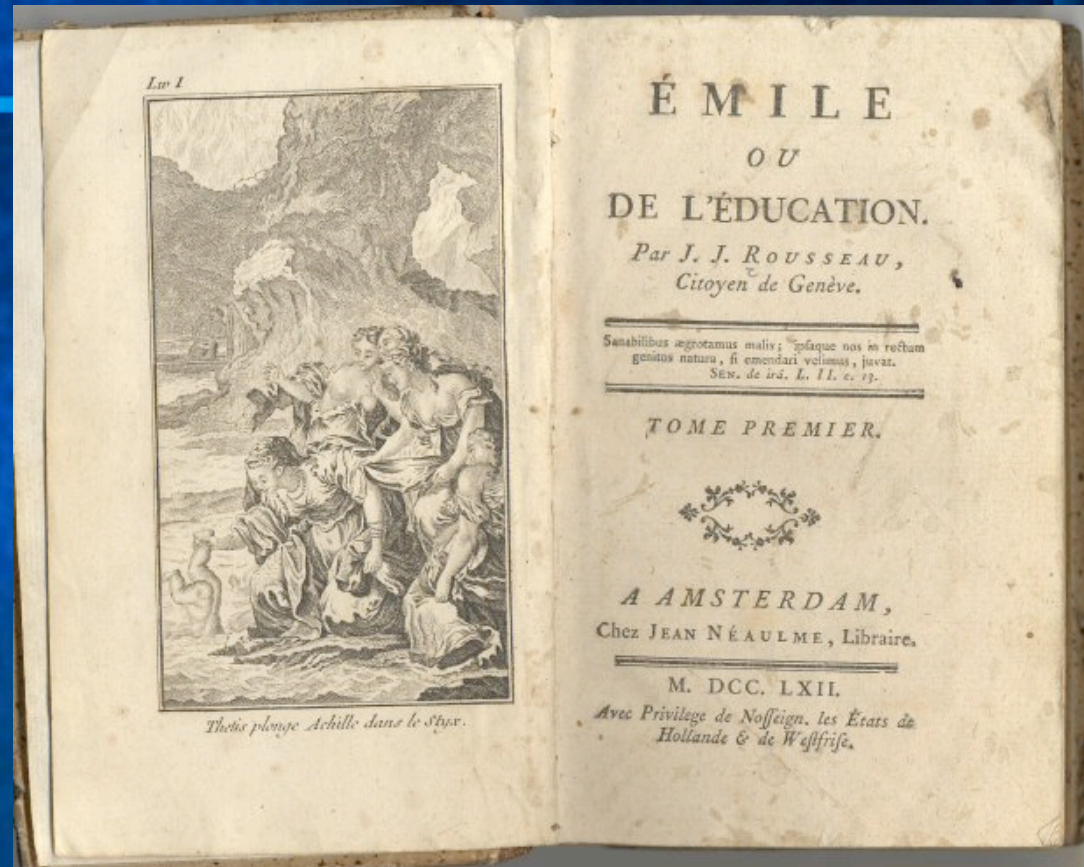 Liv I
Thetis plonge Achille dans le Styx.
ÉMILE
OU
DE L'ÉDUCATION.
Par J. J. ROUSSEAU,
Citoyen de Genève.
Sanabilibus ægrotamus malis; ipsaque nos in rectum
genitos natura, si emendari velimus, juvat.
SEN. de irâ. L. II. c. 13.
TOME PREMIER.
A AMSTERDAM,
Chez JEAN NÉAULME, Libraire.
M. DCC. LXII.
Avec Privilege de Nosseign. les États de
Hollande & de Westfrise.